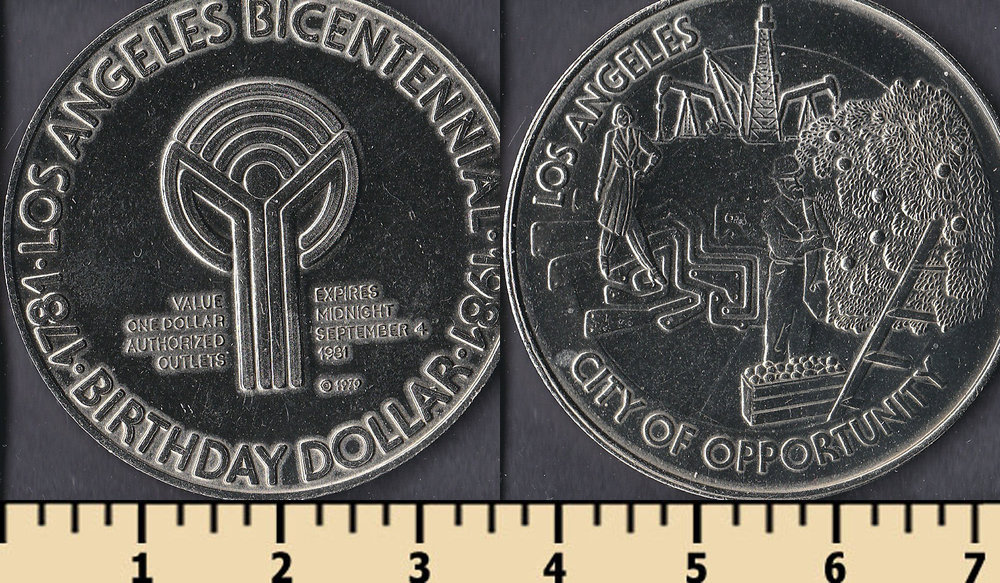 LOS ANGELES BICENTENNIAL · 1981 ·
1781 ·
BIRTHDAY DOLLAR ·
VALUE
ONE DOLLAR
AUTHORIZED
OUTLETS
EXPIRES
MIDNIGHT
SEPTEMBER 4,
1981
© 1979
LOS ANGELES
CITY OF OPPORTUNITY
1 2 3 4 5 6 7